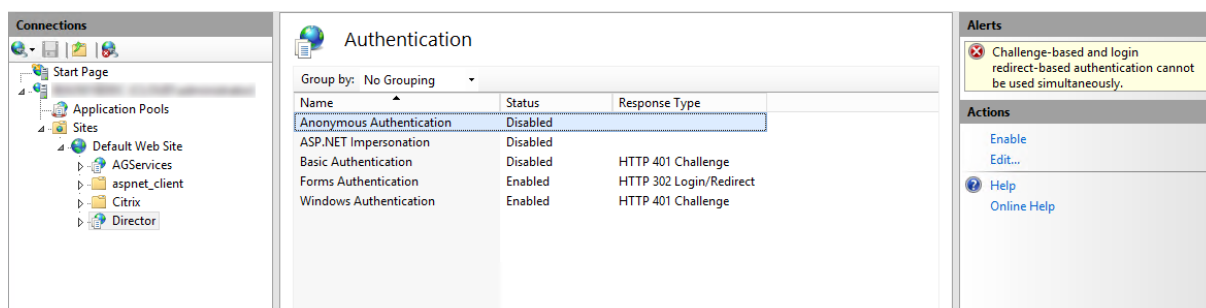 Connections
Start Page
Application Pools
Sites
Default Web Site
AGServices
aspnet_client
Citrix
Director
Authentication
Group by: No Grouping
Name Status Response Type
Anonymous Authentication Disabled
ASP.NET Impersonation Disabled
Basic Authentication Disabled HTTP 401 Challenge
Forms Authentication Enabled HTTP 302 Login/Redirect
Windows Authentication Enabled HTTP 401 Challenge
Alerts
Challenge-based and login
redirect-based authentication cannot
be used simultaneously.
Actions
Enable
Edit...
Help
Online Help